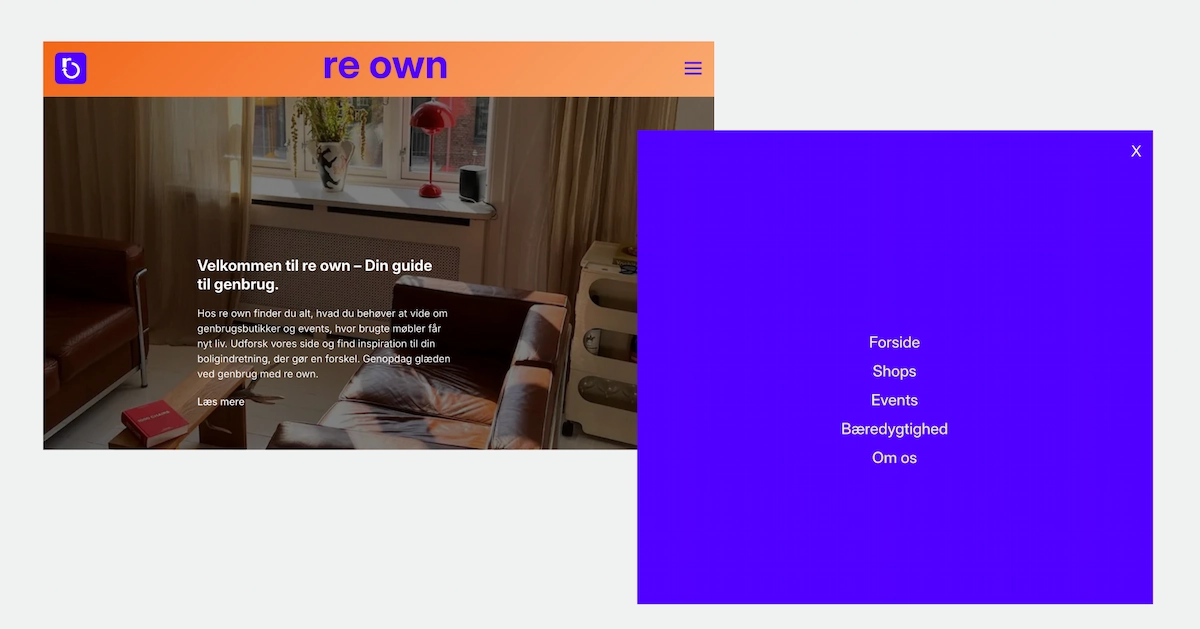 re own
Velkommen til re own – Din guide
til genbrug.
Hos re own finder du alt, hvad du behøver at vide om
genbrugsbutikker og events, hvor brugte møbler får
nyt liv. Udforsk vores side og find inspiration til din
boligindretning, der gør en forskel. Genopdag glæden
ved genbrug med re own.
Læs mere
X
Forside
Shops
Events
Bæredygtighed
Om os